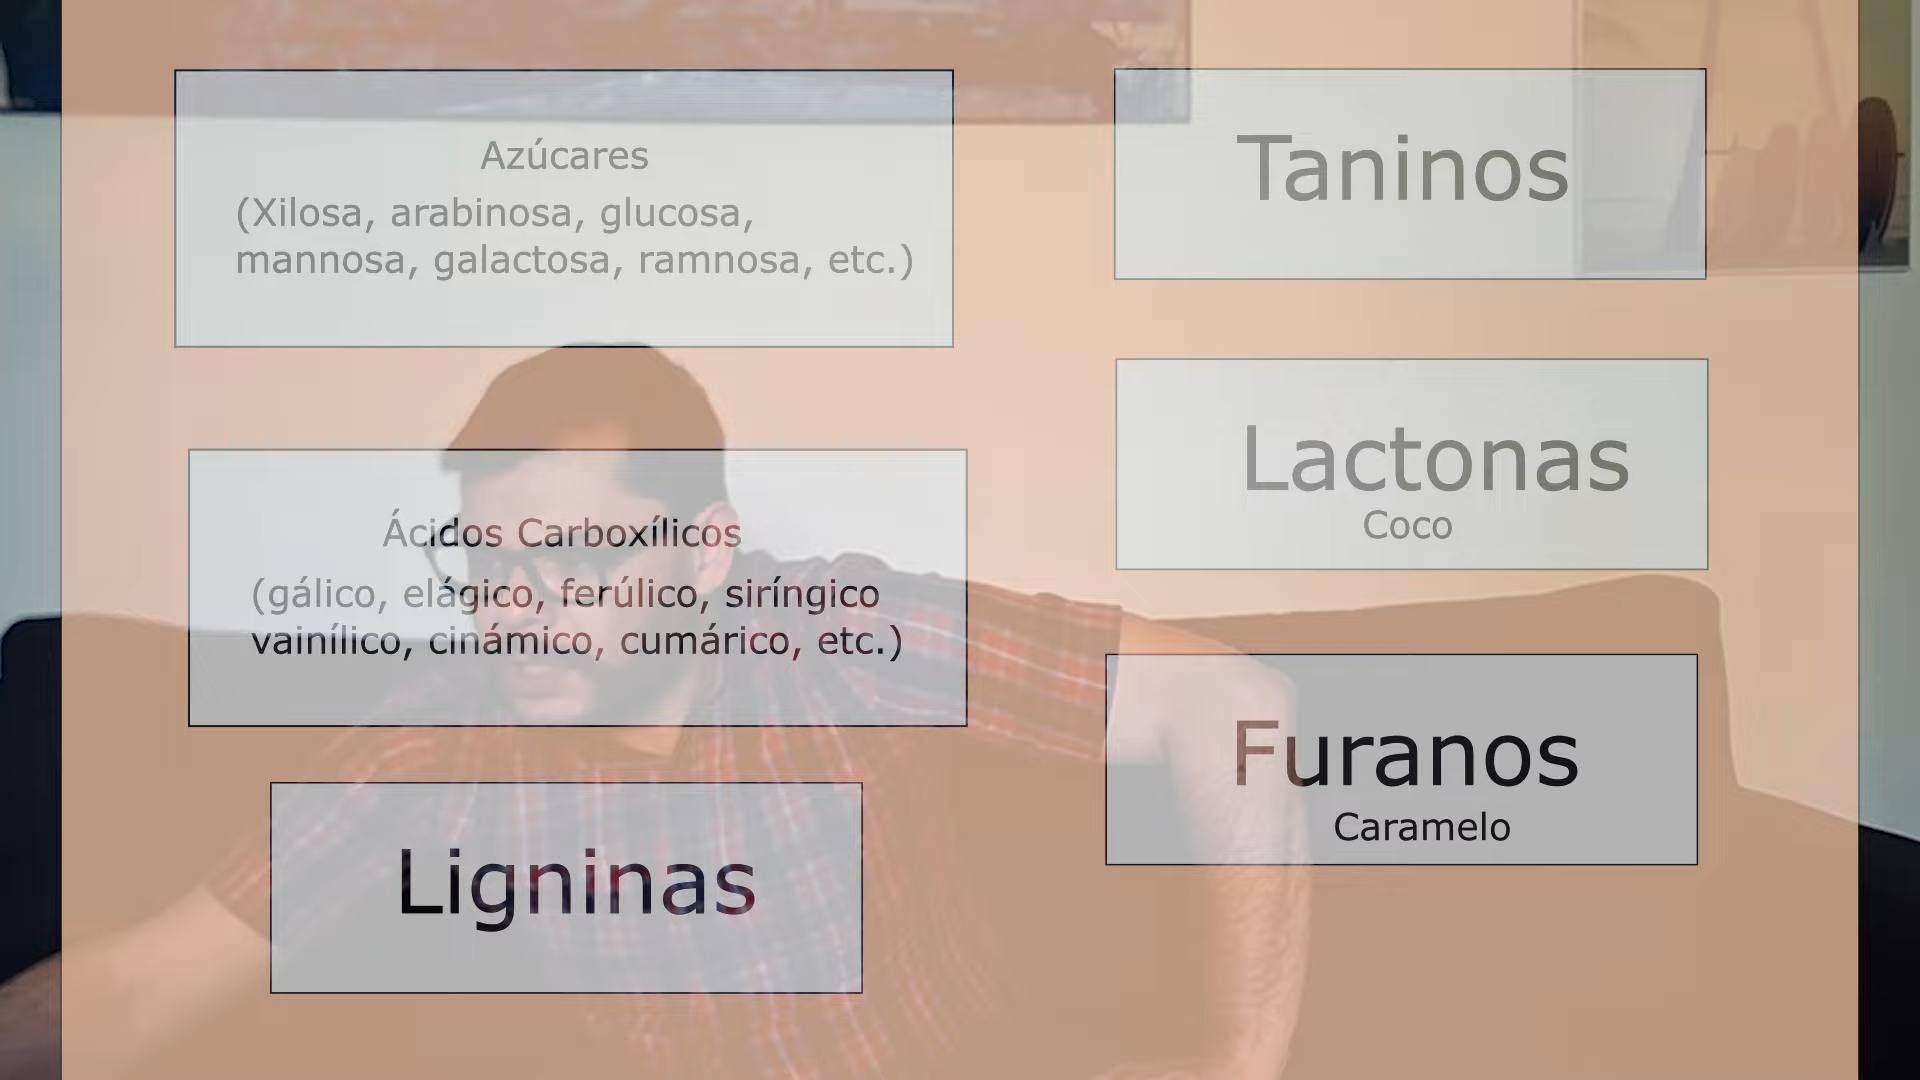 Azúcares
(Xilosa, arabinosa, glucosa,
mannosa, galactosa, ramnosa, etc.)
Ácidos Carboxílicos
(gálico, elágico, ferúlico, siríngico
vainílico, cinámico, cumárico, etc.)
Ligninas
Taninos
Lactonas
Coco
Furanos
Caramelo